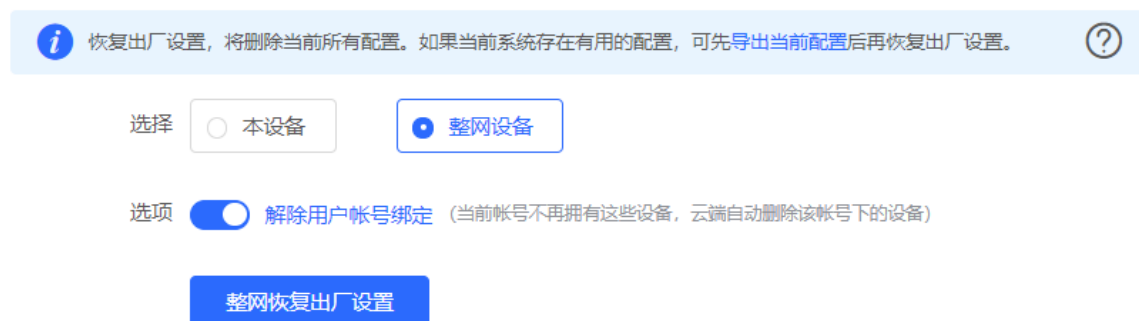 恢复出厂设置，将删除当前所有配置。如果当前系统存在有用的配置，可先导出当前配置后再恢复出厂设置。
选择 本设备 整网设备
选项 解除用户帐号绑定 (当前帐号不再拥有这些设备，云端自动删除该帐号下的设备)
整网恢复出厂设置